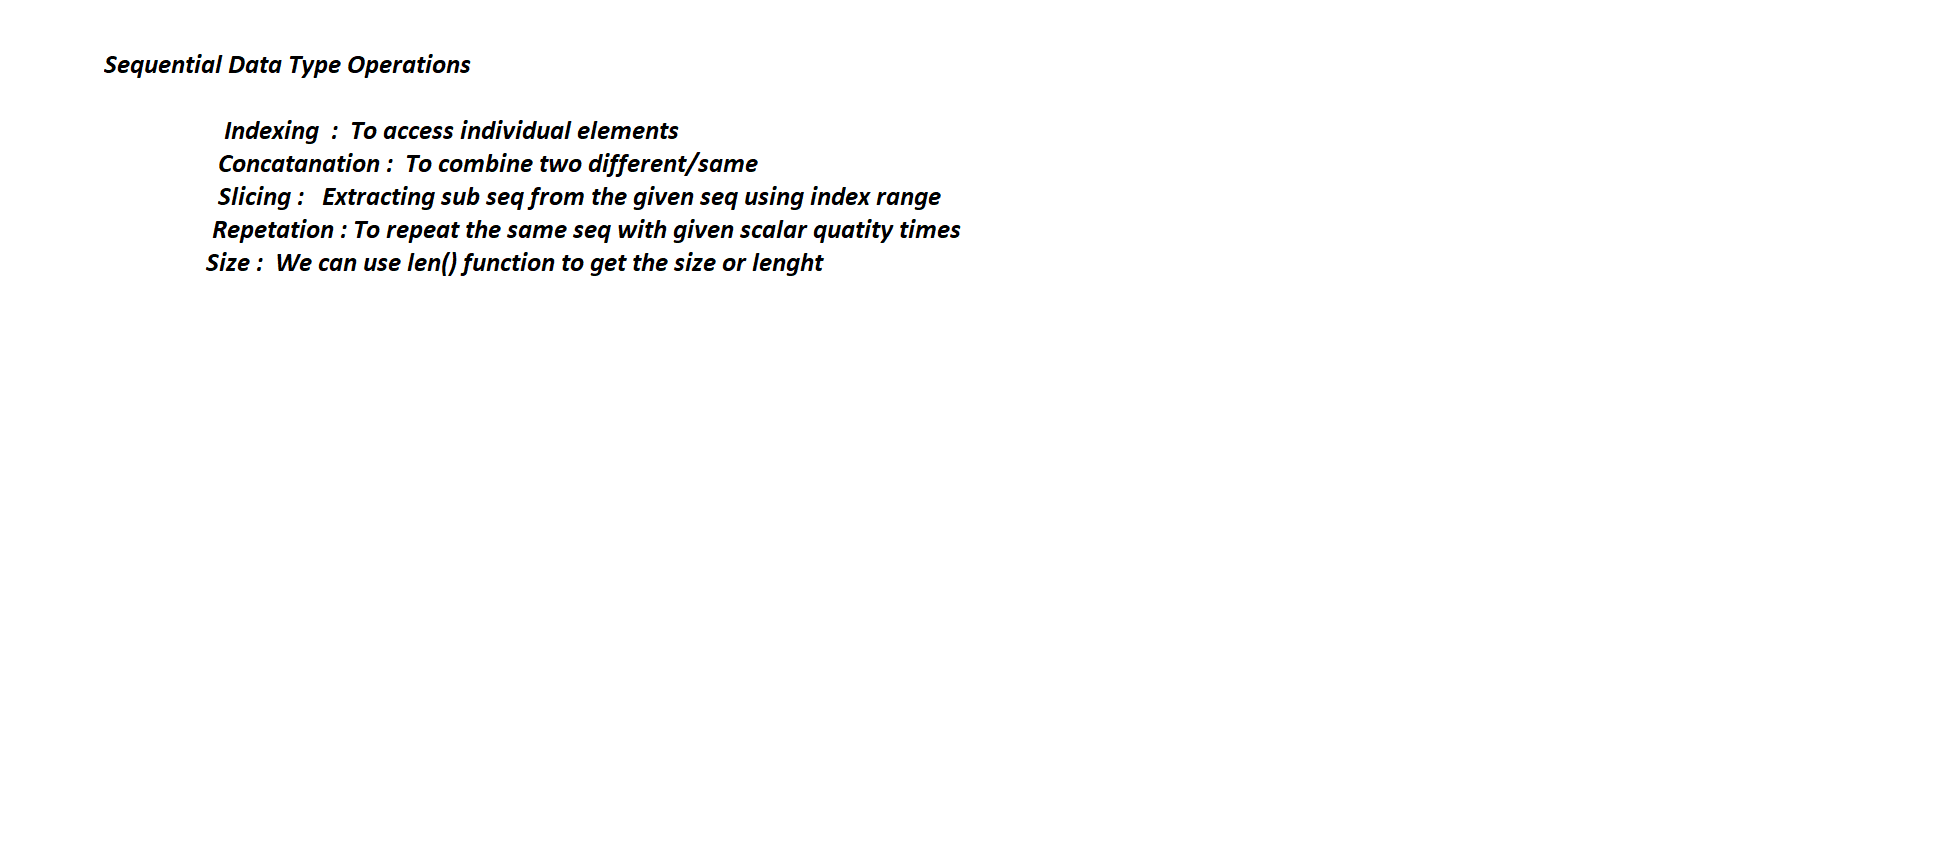 Sequential Data Type Operations
Indexing : To access individual elements
Concatanation : To combine two different/same
Slicing : Extracting sub seq from the given seq using index range
Repetation : To repeat the same seq with given scalar quatity times
Size : We can use len() function to get the size or lenght